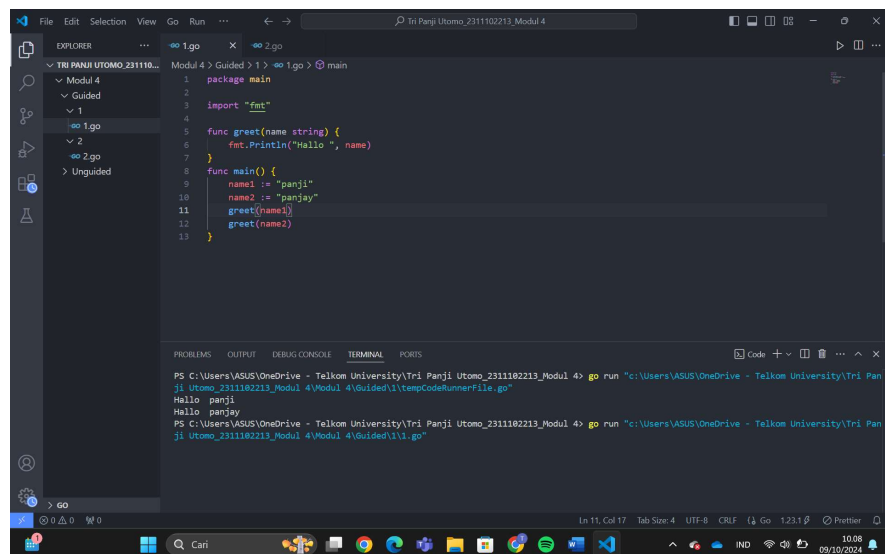 File Edit Selection View Go Run ··· Tri Panji Utomo_2311102213_Modul 4
EXPLORER ···
TRI PANJI UTOMO_231110...
Modul 4
Guided
1
1.go
2
2.go
Unguided
GO
1.go 2.go
Modul 4 > Guided > 1 > 1.go > main
1 package main
2
3 import "fmt"
4
5 func greet(name string) {
6 fmt.Println("Hallo ", name)
7 }
8 func main() {
9 name1 := "panji"
10 name2 := "panjay"
11 greet(name1)
12 greet(name2)
13 }
PROBLEMS OUTPUT DEBUG CONSOLE TERMINAL PORTS Code
PS C:\Users\ASUS\OneDrive - Telkom University\Tri Panji Utomo_2311102213_Modul 4> go run "c:\Users\ASUS\OneDrive - Telkom University\Tri Pan
ji Utomo_2311102213_Modul 4\Modul 4\Guided\1\tempCodeRunnerFile.go"
Hallo  panji
Hallo  panjay
PS C:\Users\ASUS\OneDrive - Telkom University\Tri Panji Utomo_2311102213_Modul 4> go run "c:\Users\ASUS\OneDrive - Telkom University\Tri Pan
ji Utomo_2311102213_Modul 4\Modul 4\Guided\1\1.go"
0 0 0 Ln 11, Col 17 Tab Size: 4 UTF-8 CRLF Go 1.23.1 Prettier
Cari IND 10.08
09/10/2024